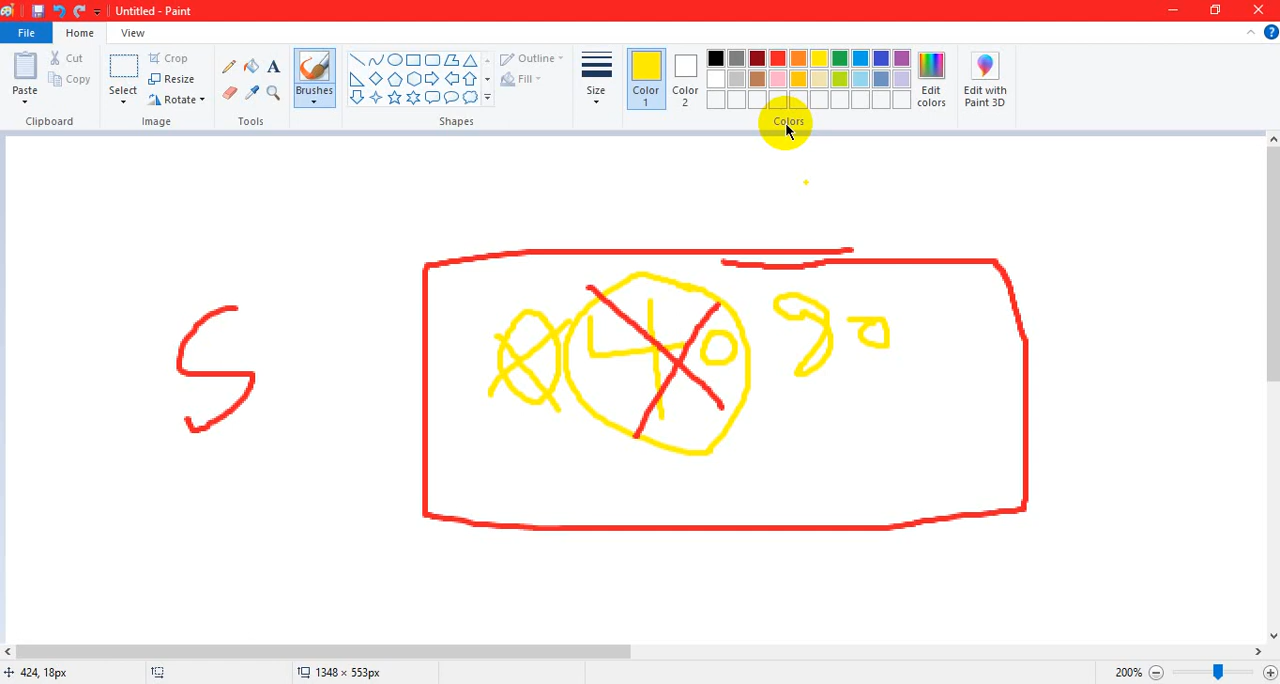 Untitled - Paint
File Home View
Paste
Cut
Copy
Clipboard
Select
Crop
Resize
Rotate
Image
A
Tools
Brushes
Outline
Fill
Shapes
Size
Color 1
Color 2
Edit colors
Colors
Edit with Paint 3D
S
40
424, 18px
1348 × 553px
200%